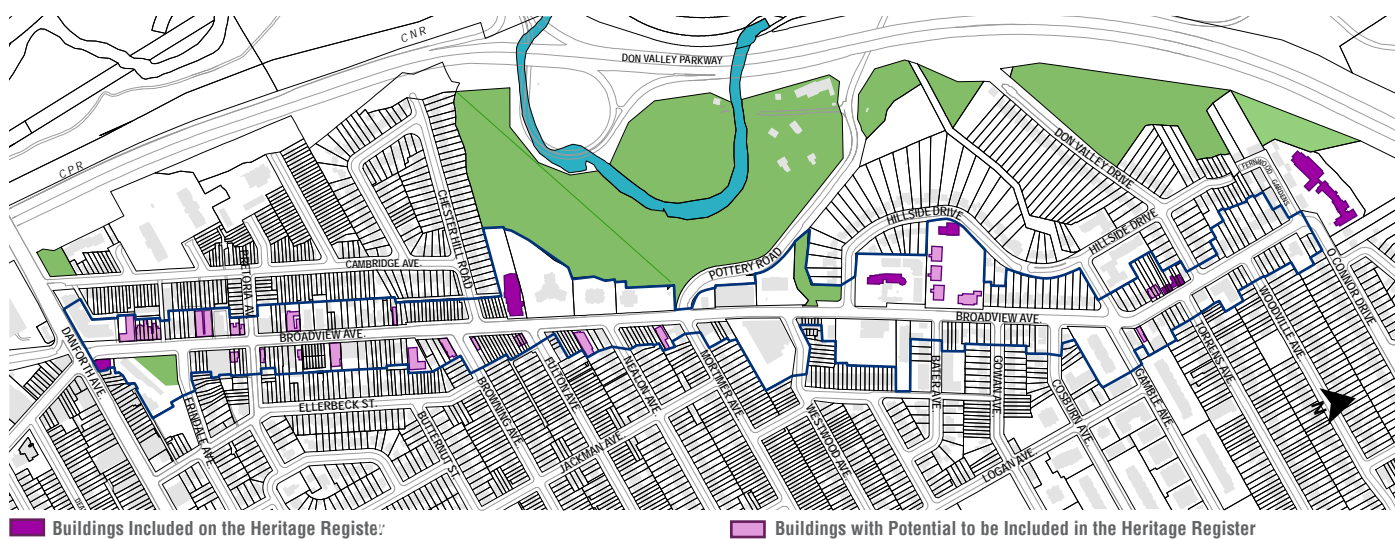 CNR
DON VALLEY PARKWAY
CPR
DON VALLEY DRIVE
FERNWOOD GARDENS
CHESTER HILL ROAD
HILLSIDE DRIVE
HILLSIDE DRIVE
PRETORIA AV.
CAMBRIDGE AVE.
POTTERY ROAD
O CONNOR DRIVE
BROADVIEW AVE.
BROADVIEW AVE.
DANFORTH AVE.
WOODVILLE AVE.
TORRENS AVE.
FULTON AVE.
NEALON AVE.
MORTIMER AVE.
BATER AVE.
GOWAN AVE.
COSBURN AVE.
GAMBLE AVE.
ERINDALE AVE.
ELLERBECK ST.
BUTTERNUT ST.
BROWNING AVE.
JACKMAN AVE.
WESTWOOD AVE.
LOGAN AVE.
N
Buildings Included on the Heritage Register
Buildings with Potential to be Included in the Heritage Register